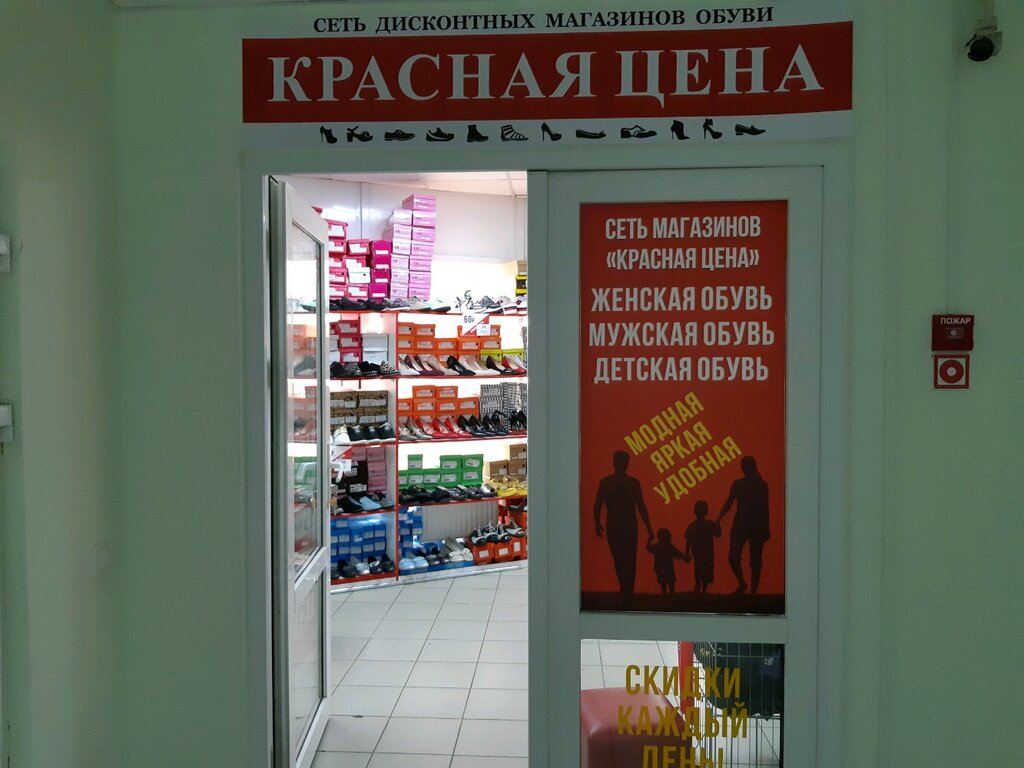 СЕТЬ ДИСКОНТНЫХ МАГАЗИНОВ ОБУВИ
КРАСНАЯ ЦЕНА
СЕТЬ МАГАЗИНОВ
«КРАСНАЯ ЦЕНА»
ЖЕНСКАЯ ОБУВЬ
МУЖСКАЯ ОБУВЬ
ДЕТСКАЯ ОБУВЬ
МОДНАЯ
ЯРКАЯ
УДОБНАЯ
СКИДКИ
КАЖДЫЙ
ДЕНЬ!
ПОЖАР